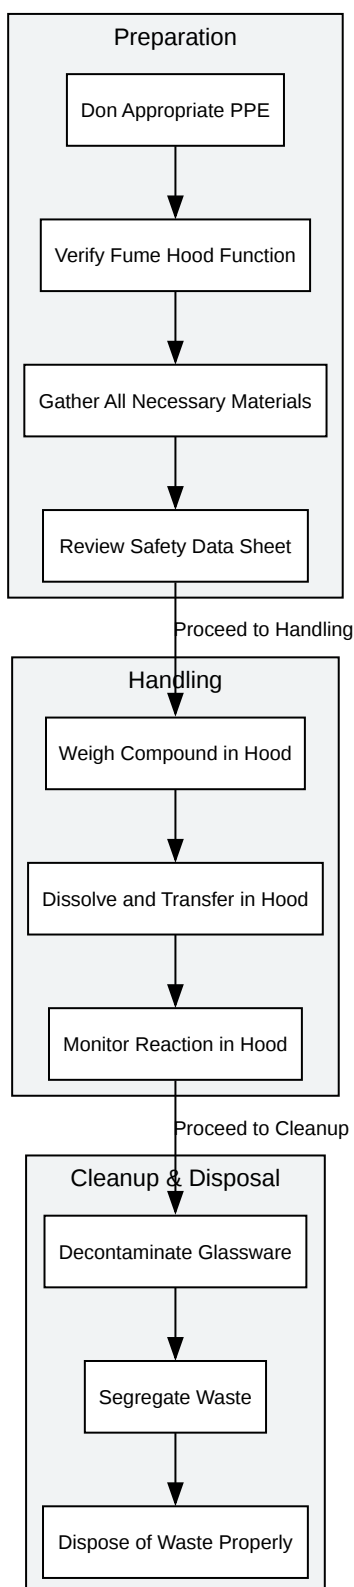 Preparation
Don Appropriate PPE
Verify Fume Hood Function
Gather All Necessary Materials
Review Safety Data Sheet
Proceed to Handling
Handling
Weigh Compound in Hood
Dissolve and Transfer in Hood
Monitor Reaction in Hood
Proceed to Cleanup
Cleanup & Disposal
Decontaminate Glassware
Segregate Waste
Dispose of Waste Properly